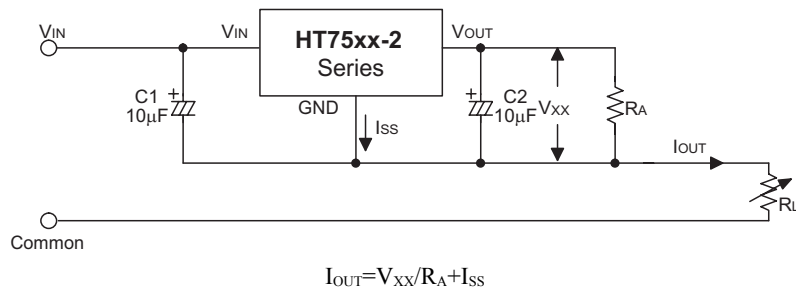 VIN
VIN
HT75xx-2
Series
VOUT
C1
10μF
GND
ISS
C2
10μF
VXX
RA
IOUT
RL
Common
IOUT=VXX/RA+ISS